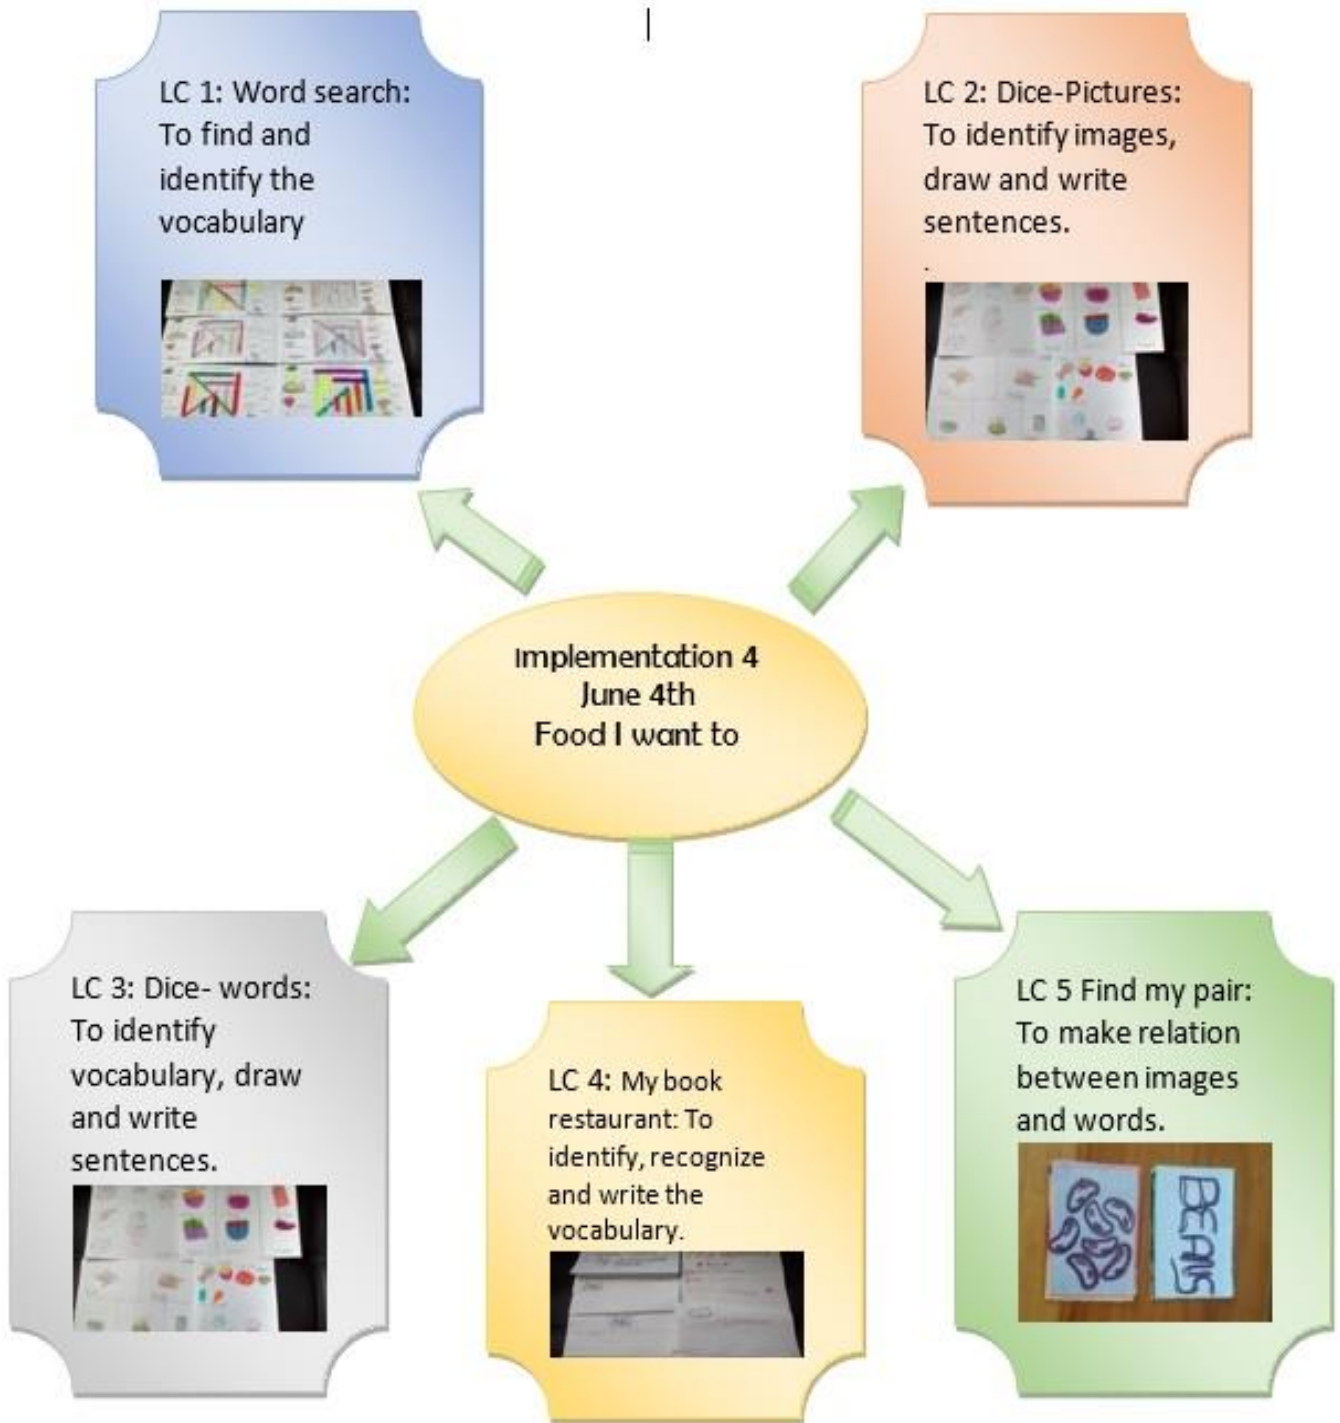 LC 1: Word search:
To find and
identify the
vocabulary
LC 2: Dice-Pictures:
To identify images,
draw and write
sentences.
.
Implementation 4
June 4th
Food I want to
LC 3: Dice- words:
To identify
vocabulary, draw
and write
sentences.
LC 4: My book
restaurant: To
identify, recognize
and write the
vocabulary.
LC 5 Find my pair:
To make relation
between images
and words.
BEANS